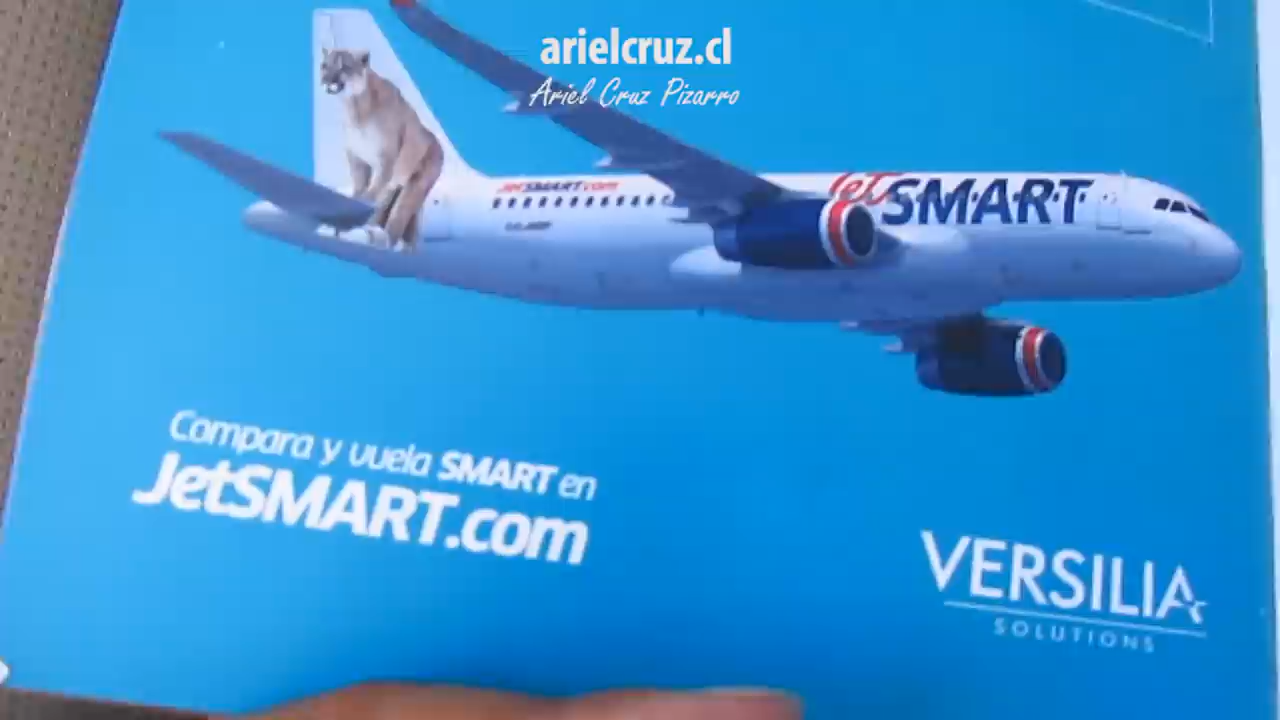 arielcruz.cl
Ariel Cruz Pizarro
JetSMART.com
JetSMART
Compara y vuela SMART en
JetSMART.com
VERSILIA
SOLUTIONS